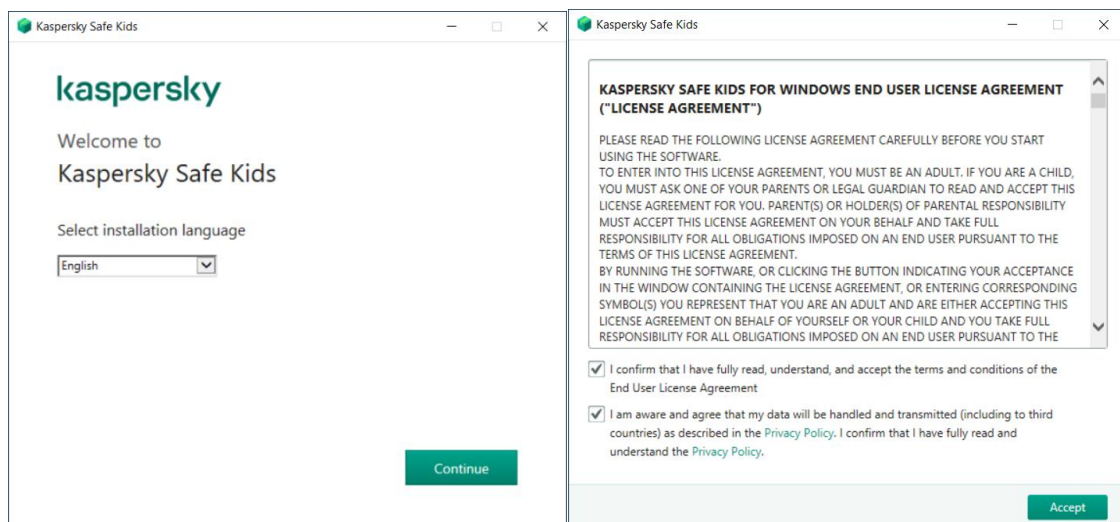 Kaspersky Safe Kids
kaspersky
Welcome to
Kaspersky Safe Kids
Select installation language
English
Continue
Kaspersky Safe Kids
KASPERSKY SAFE KIDS FOR WINDOWS END USER LICENSE AGREEMENT
("LICENSE AGREEMENT")
PLEASE READ THE FOLLOWING LICENSE AGREEMENT CAREFULLY BEFORE YOU START
USING THE SOFTWARE.
TO ENTER INTO THIS LICENSE AGREEMENT, YOU MUST BE AN ADULT. IF YOU ARE A CHILD,
YOU MUST ASK ONE OF YOUR PARENTS OR LEGAL GUARDIAN TO READ AND ACCEPT THIS
LICENSE AGREEMENT FOR YOU. PARENT(S) OR HOLDER(S) OF PARENTAL RESPONSIBILITY
MUST ACCEPT THIS LICENSE AGREEMENT ON YOUR BEHALF AND TAKE FULL
RESPONSIBILITY FOR ALL OBLIGATIONS IMPOSED ON AN END USER PURSUANT TO THE
TERMS OF THIS LICENSE AGREEMENT.
BY RUNNING THE SOFTWARE, OR CLICKING THE BUTTON INDICATING YOUR ACCEPTANCE
IN THE WINDOW CONTAINING THE LICENSE AGREEMENT, OR ENTERING CORRESPONDING
SYMBOL(S) YOU REPRESENT THAT YOU ARE AN ADULT AND ARE EITHER ACCEPTING THIS
LICENSE AGREEMENT ON BEHALF OF YOURSELF OR YOUR CHILD AND YOU TAKE FULL
RESPONSIBILITY FOR ALL OBLIGATIONS IMPOSED ON AN END USER PURSUANT TO THE
I confirm that I have fully read, understand, and accept the terms and conditions of the
End User License Agreement
I am aware and agree that my data will be handled and transmitted (including to third
countries) as described in the Privacy Policy. I confirm that I have fully read and
understand the Privacy Policy.
Accept